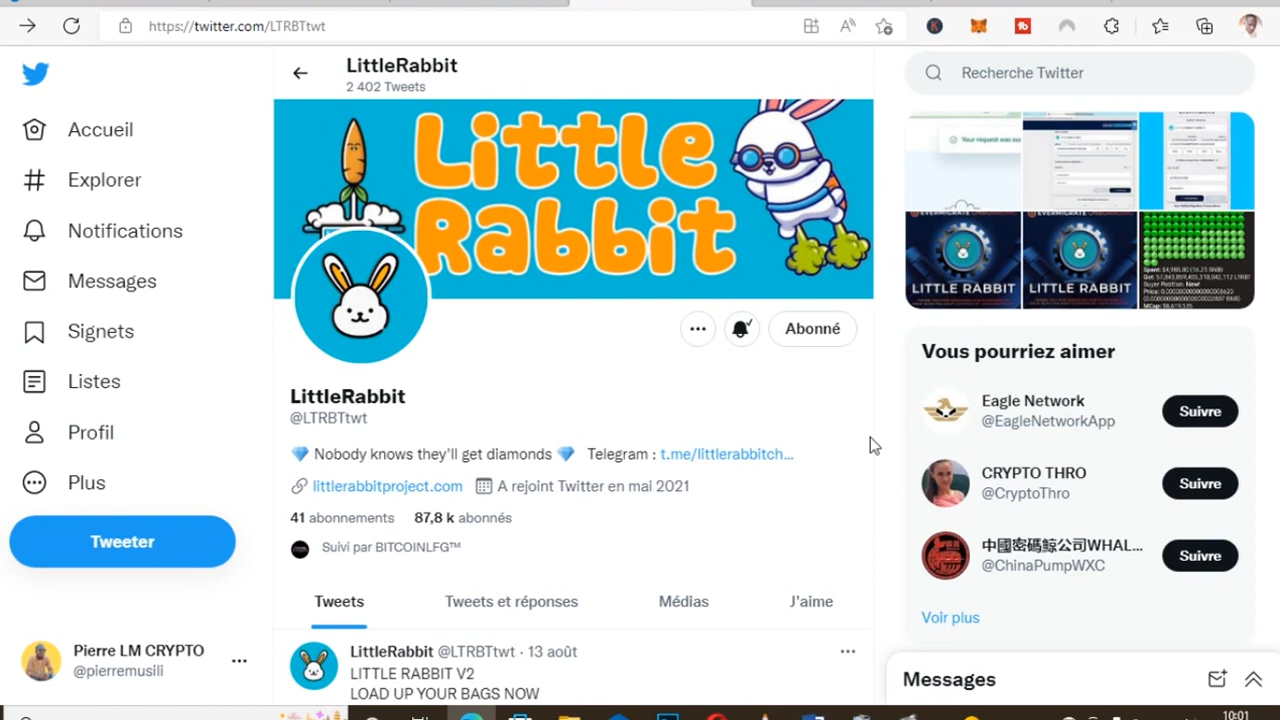 https://twitter.com/LTRBTtwt
LittleRabbit
2 402 Tweets
Little
Rabbit
Accueil
Explorer
Notifications
Messages
Signets
Listes
Profil
Plus
Tweeter
Pierre LM CRYPTO
@pierremusili
Abonné
LittleRabbit
@LTRBTtwt
💎 Nobody knows they'll get diamonds 💎 Telegram : t.me/littlerabbitch...
littlerabbitproject.com A rejoint Twitter en mai 2021
41 abonnements 87,8 k abonnés
Suivi par BITCOINLFG™
Tweets Tweets et réponses Médias J'aime
LittleRabbit @LTRBTtwt · 13 août
LITTLE RABBIT V2
LOAD UP YOUR BAGS NOW
Recherche Twitter
LITTLE RABBIT
LITTLE RABBIT
Vous pourriez aimer
Eagle Network
@EagleNetworkApp
Suivre
CRYPTO THRO
@CryptoThro
Suivre
中國密碼鯨公司WHAL...
@ChinaPumpWXC
Suivre
Voir plus
Messages
10:01